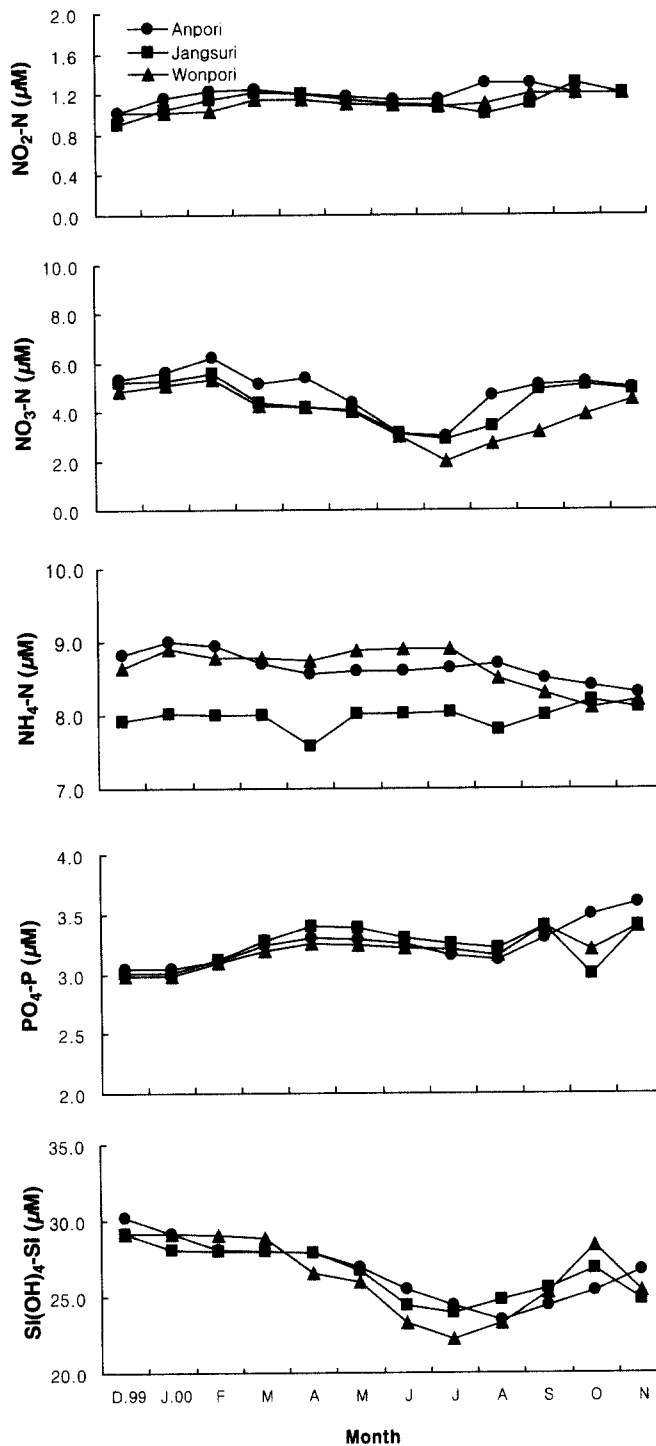 Anpori
Jangsuri
Wonpori
NO₂-N (µM)
2.0
1.6
1.2
0.8
0.4
0.0
NO₃-N (µM)
10.0
8.0
6.0
4.0
2.0
0.0
NH₄-N (µM)
10.0
9.0
8.0
7.0
PO₄-P (µM)
4.0
3.5
3.0
2.5
2.0
SI(OH)₄-SI (µM)
35.0
30.0
25.0
20.0
D.99 J.00 F M A M J J A S O N
Month